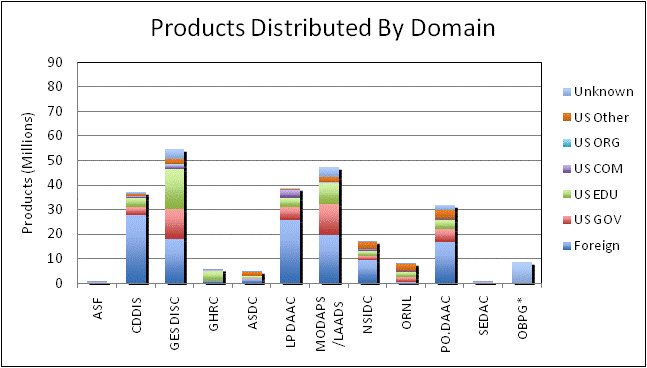 Products Distributed By Domain
Products (Millions)
90
80
70
60
50
40
30
20
10
0
ASF
CDDIS
GES DISC
GHRC
ASDC
LP DAAC
MODAPS
/LAADS
NSIDC
ORNL
PO.DAAC
SEDAC
OBPG *
Unknown
US Other
US ORG
US COM
US EDU
US GOV
Foreign